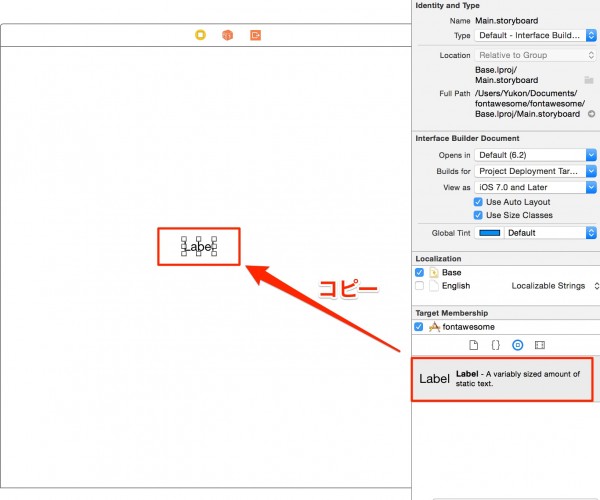 Identity and Type
Name Main.storyboard
Type Default - Interface Build...
Location Relative to Group
Base.lproj/
Main.storyboard
Full Path /Users/Yukon/Documents/
fontawesome/fontawesome/
Base.lproj/Main.storyboard
Interface Builder Document
Opens in Default (6.2)
Builds for Project Deployment Tar...
View as iOS 7.0 and Later
Use Auto Layout
Use Size Classes
Global Tint Default
Localization
Base
English Localizable Strings
Target Membership
fontawesome
Label
コピー
Label Label - A variably sized amount of
static text.